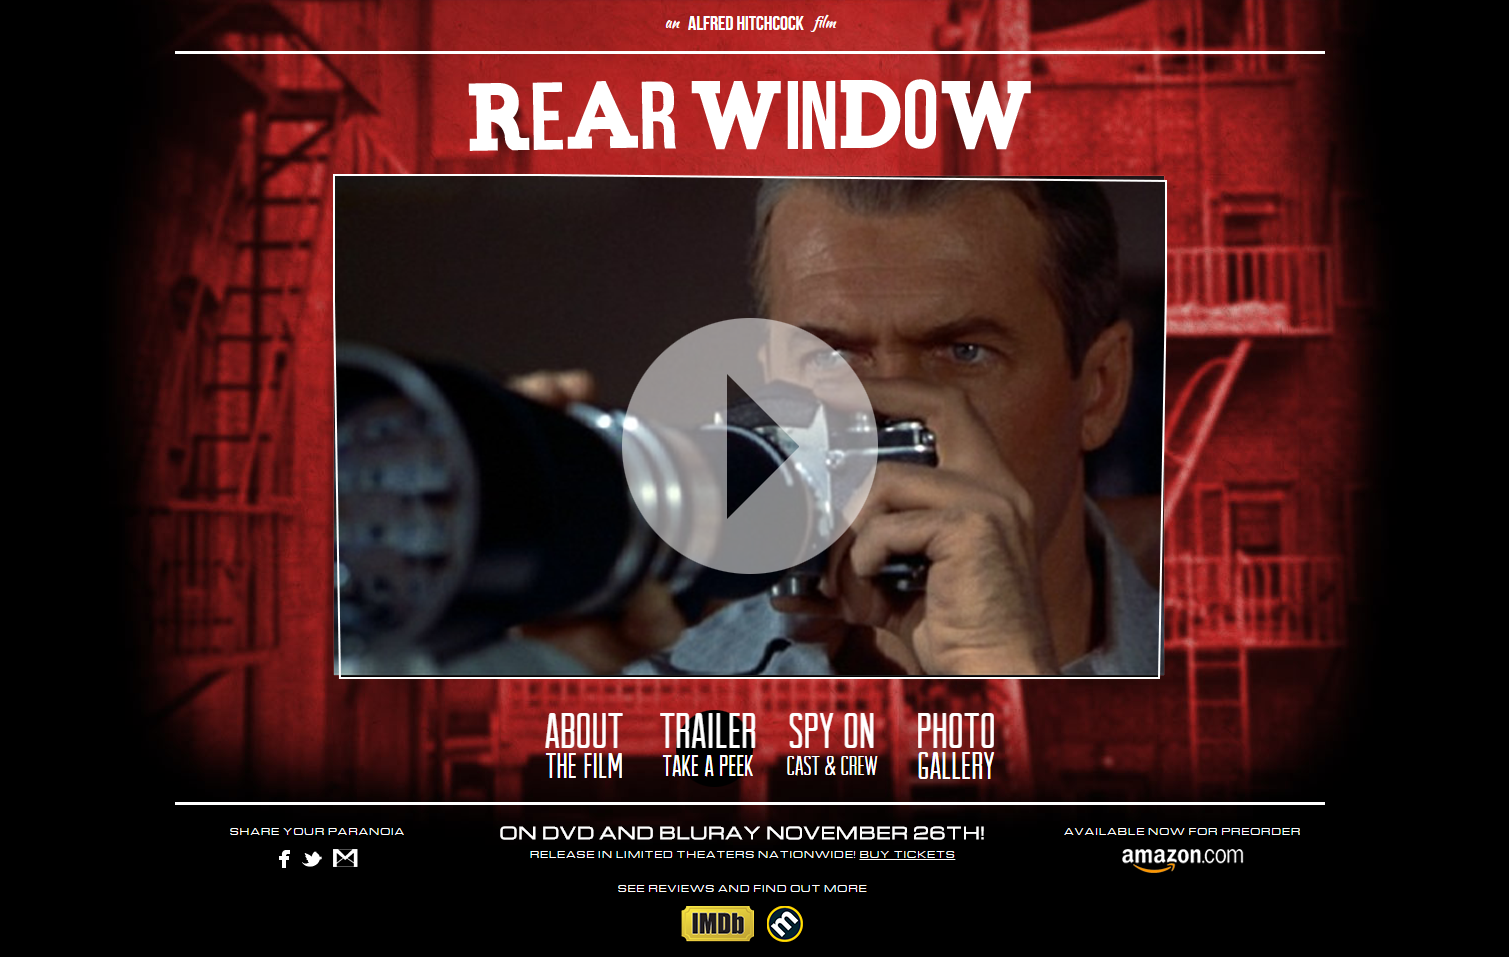 an ALFRED HITCHCOCK film
REAR WINDOW
ABOUT
THE FILM
TRAILER
TAKE A PEEK
SPY ON
CAST & CREW
PHOTO
GALLERY
SHARE YOUR PARANOIA
f
M
ON DVD AND BLURAY NOVEMBER 26TH!
RELEASE IN LIMITED THEATERS NATIONWIDE! BUY TICKETS
SEE REVIEWS AND FIND OUT MORE
IMDb
m
AVAILABLE NOW FOR PREORDER
amazon.com